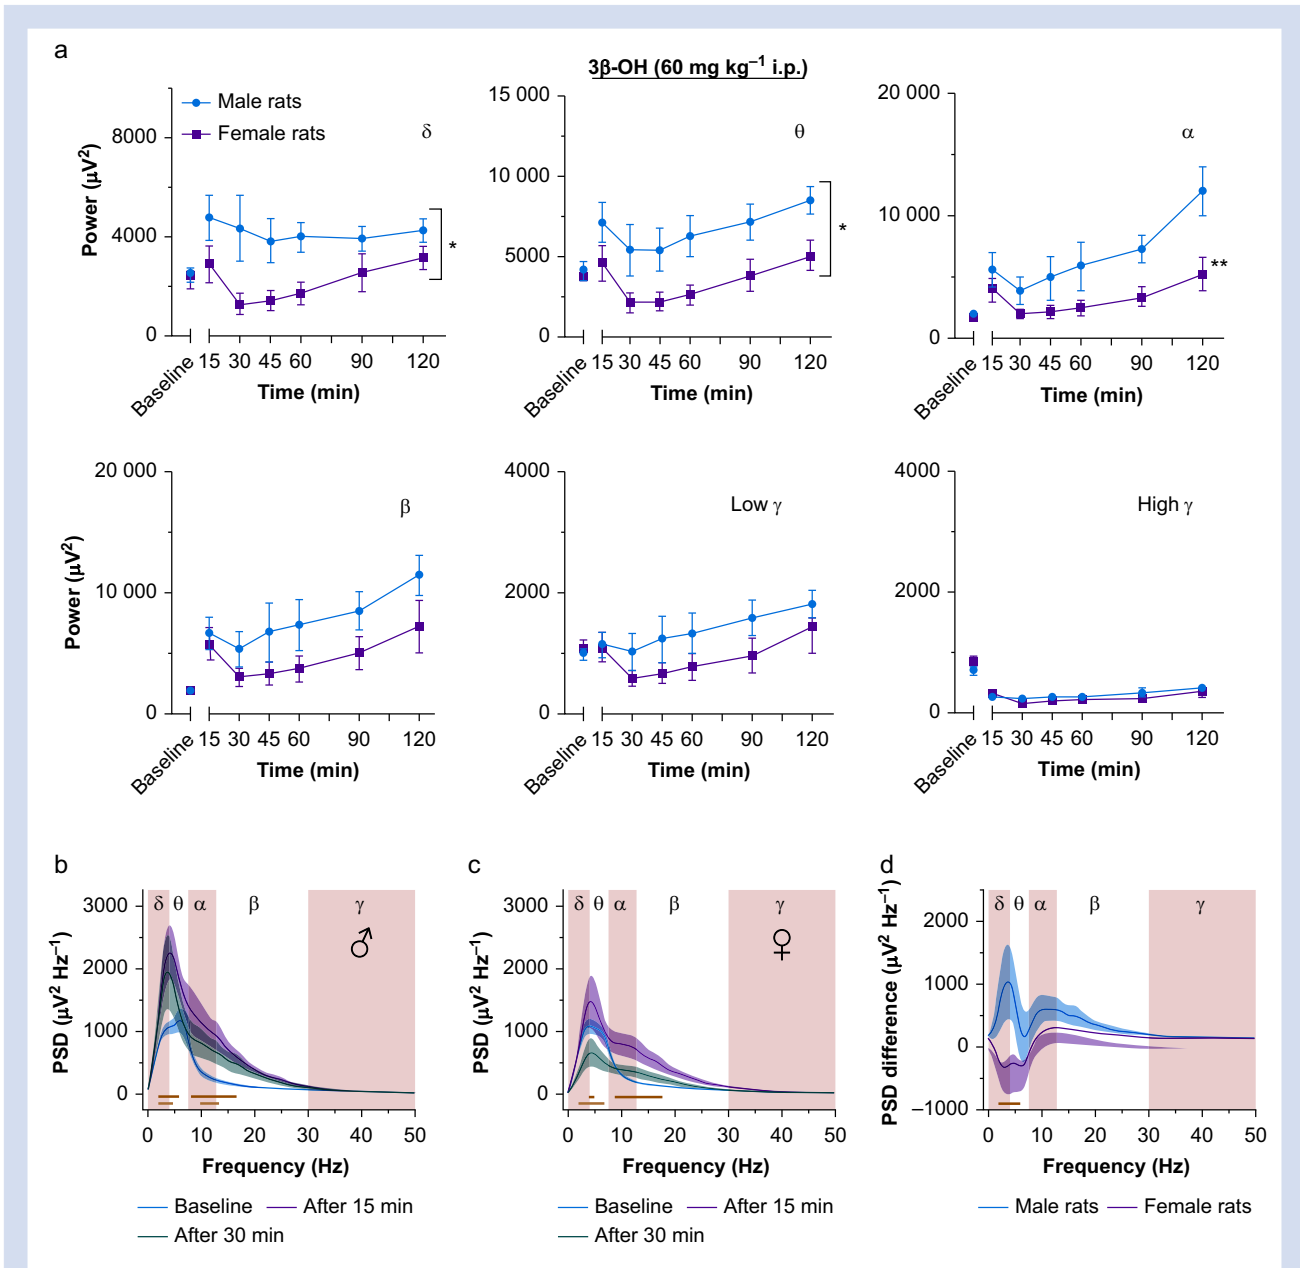 a
3β-OH (60 mg kg⁻¹ i.p.)
Male rats
Female rats
δ
Power (μV²)
8000
4000
0
*
Baseline 15 30 45 60 90 120
Time (min)
θ
15 000
10 000
5000
0
*
Baseline 15 30 45 60 90 120
Time (min)
α
20 000
10 000
0
**
Baseline 15 30 45 60 90 120
Time (min)
β
Power (μV²)
20 000
10 000
0
Baseline 15 30 45 60 90 120
Time (min)
Low γ
4000
2000
0
Baseline 15 30 45 60 90 120
Time (min)
High γ
4000
2000
0
Baseline 15 30 45 60 90 120
Time (min)
b
δ θ α β γ
♂
PSD (μV² Hz⁻¹)
3000
2000
1000
0
0 10 20 30 40 50
Frequency (Hz)
Baseline After 15 min
After 30 min
c
δ θ α β γ
♀
PSD (μV² Hz⁻¹)
3000
2000
1000
0
0 10 20 30 40 50
Frequency (Hz)
Baseline After 15 min
After 30 min
d
δ θ α β γ
PSD difference (μV² Hz⁻¹)
2000
1000
0
−1000
0 10 20 30 40 50
Frequency (Hz)
Male rats Female rats